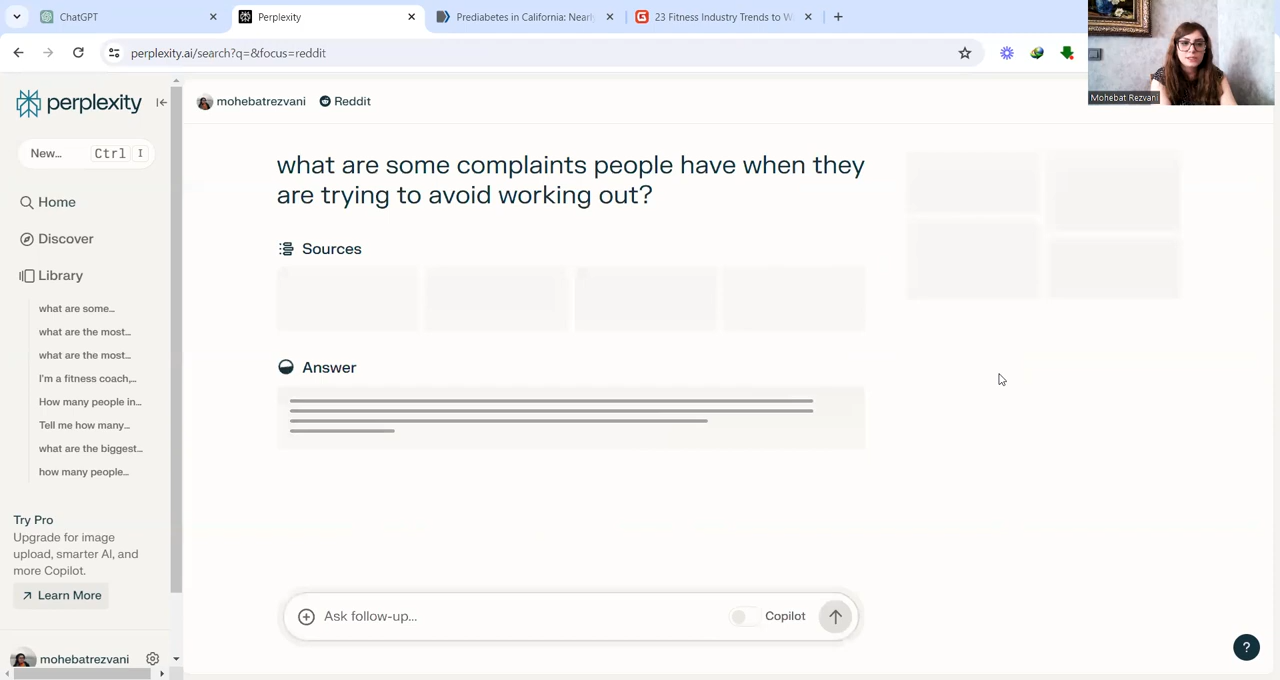 ChatGPT
Perplexity
Prediabetes in California: Nearly
23 Fitness Industry Trends to W
perplexity.ai/search?q=&focus=reddit
Mohebat Rezvani
perplexity
New... Ctrl I
Home
Discover
Library
what are some...
what are the most...
what are the most...
I'm a fitness coach,...
How many people in...
Tell me how many...
what are the biggest...
how many people...
Try Pro
Upgrade for image
upload, smarter AI, and
more Copilot.
Learn More
mohebatrezvani
mohebatrezvani Reddit
what are some complaints people have when they
are trying to avoid working out?
Sources
Answer
Ask follow-up... Copilot
?